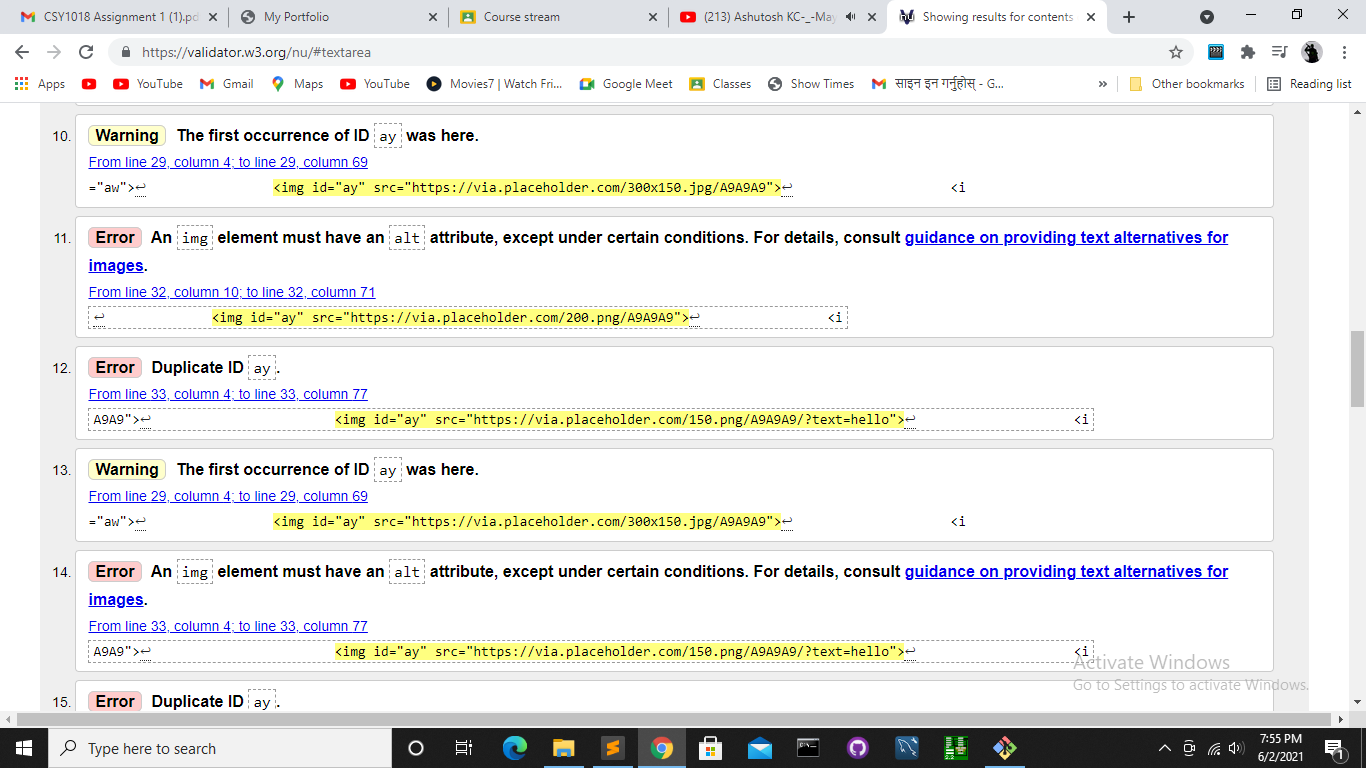 CSY1018 Assignment 1 (1).pd
My Portfolio
Course stream
(213) Ashutosh KC-_-May
Showing results for contents
https://validator.w3.org/nu/#textarea
Apps
YouTube
Gmail
Maps
YouTube
Movies7 | Watch Fri...
Google Meet
Classes
Show Times
साइन इन गर्नुहोस् - G...
»
Other bookmarks
Reading list
10. Warning The first occurrence of ID ay was here.
From line 29, column 4; to line 29, column 69
="aw">↩ <img id="ay" src="https://via.placeholder.com/300x150.jpg/A9A9A9">↩ <i
11. Error An img element must have an alt attribute, except under certain conditions. For details, consult guidance on providing text alternatives for
images.
From line 32, column 10; to line 32, column 71
↩ <img id="ay" src="https://via.placeholder.com/200.png/A9A9A9">↩ <i
12. Error Duplicate ID ay.
From line 33, column 4; to line 33, column 77
A9A9">↩ <img id="ay" src="https://via.placeholder.com/150.png/A9A9A9/?text=hello">↩ <i
13. Warning The first occurrence of ID ay was here.
From line 29, column 4; to line 29, column 69
="aw">↩ <img id="ay" src="https://via.placeholder.com/300x150.jpg/A9A9A9">↩ <i
14. Error An img element must have an alt attribute, except under certain conditions. For details, consult guidance on providing text alternatives for
images.
From line 33, column 4; to line 33, column 77
A9A9">↩ <img id="ay" src="https://via.placeholder.com/150.png/A9A9A9/?text=hello">↩ <i
Activate Windows
Go to Settings to activate Windows.
15. Error Duplicate ID ay.
Type here to search
7:55 PM
6/2/2021
1